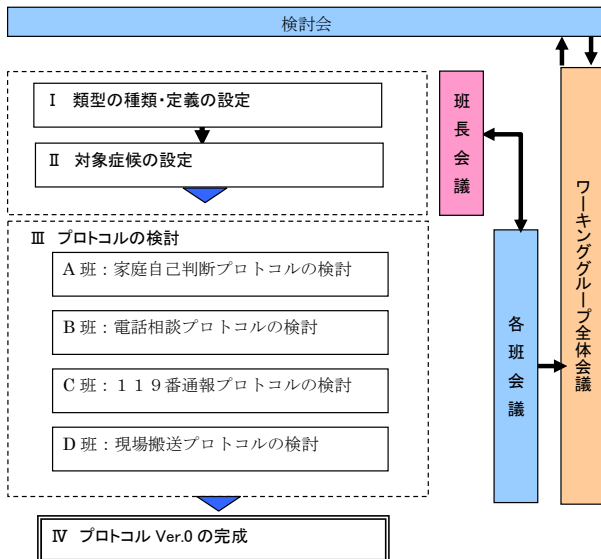 検討会
Ⅰ 類型の種類・定義の設定
Ⅱ 対象症候の設定
Ⅲ プロトコルの検討
A 班：家庭自己判断プロトコルの検討
B 班：電話相談プロトコルの検討
C 班：１１９番通報プロトコルの検討
D 班：現場搬送プロトコルの検討
Ⅳ プロトコル Ver.0 の完成
班長会議
各班会議
ワーキンググループ全体会議